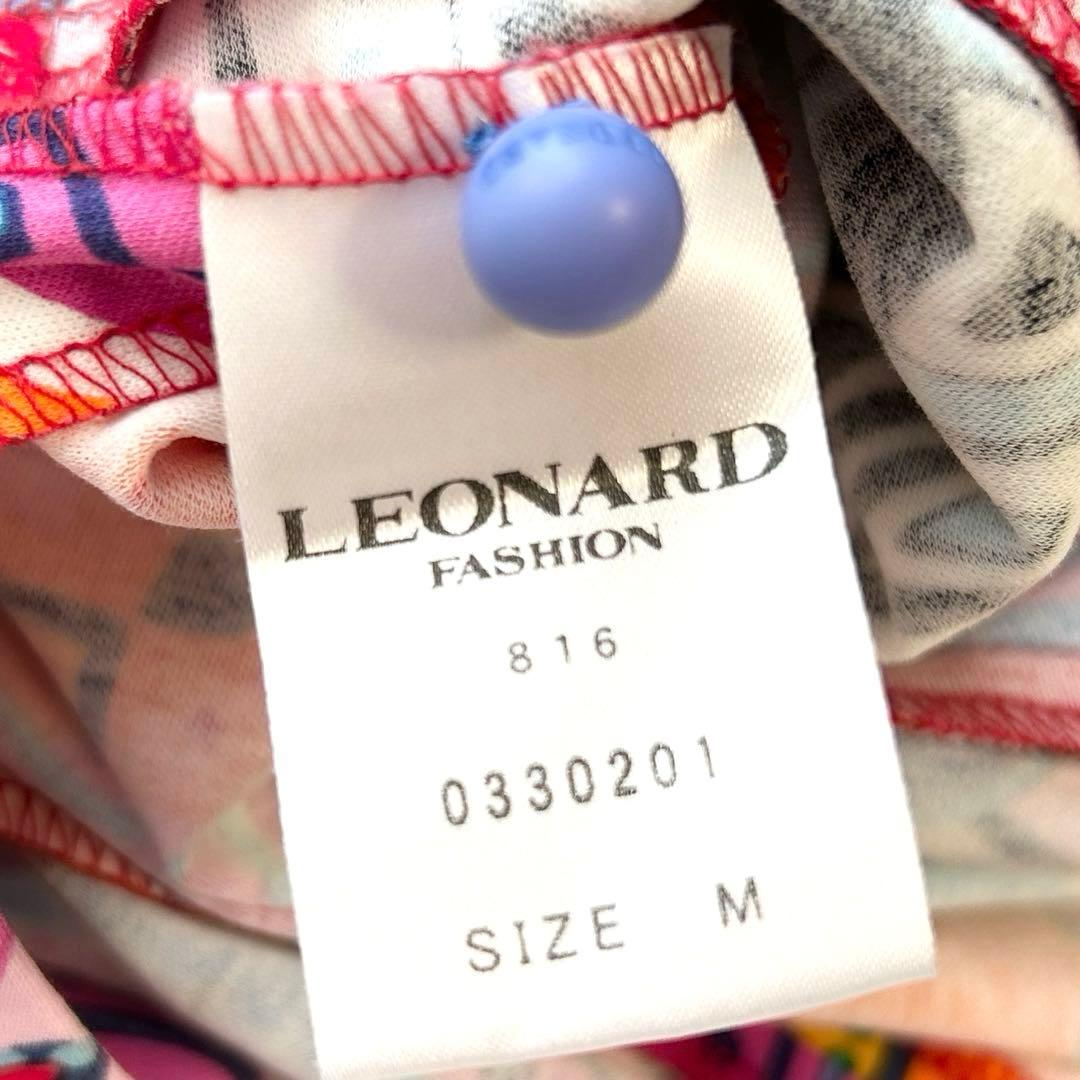 LEONARD
FASHION
816
0330201
SIZE M